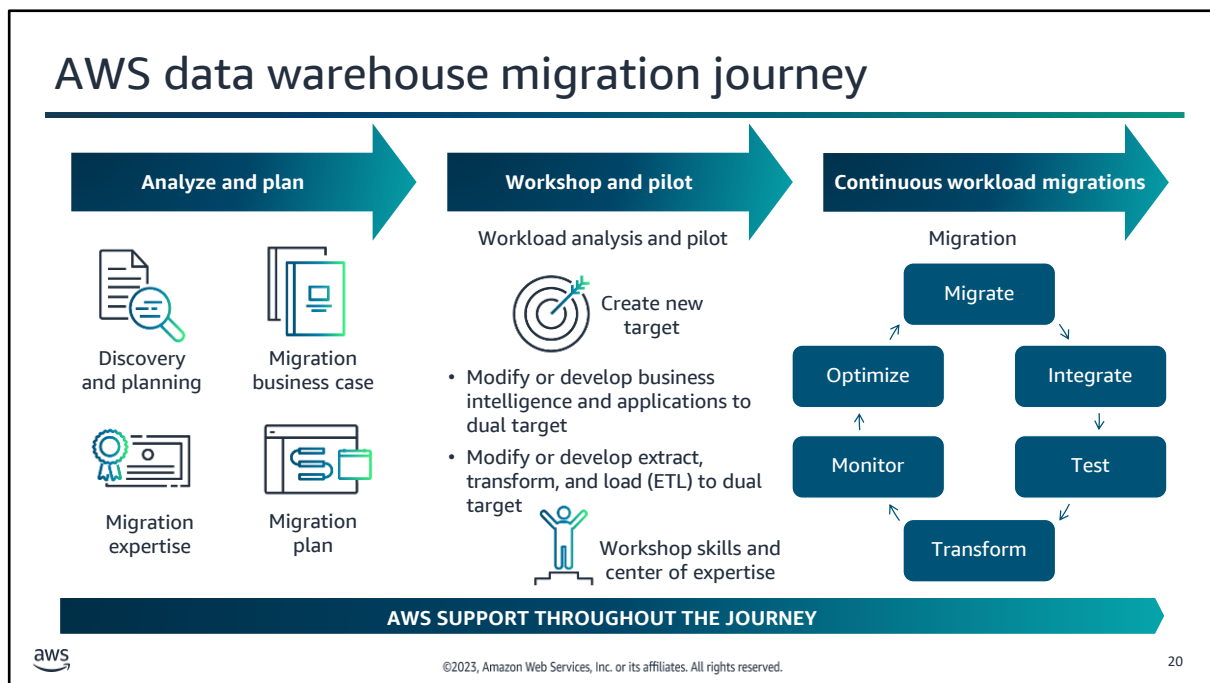 AWS data warehouse migration journey
Analyze and plan
Workshop and pilot
Continuous workload migrations
Discovery
and planning
Migration
business case
Migration
expertise
Migration
plan
Workload analysis and pilot
Create new
target
• Modify or develop business
intelligence and applications to
dual target
• Modify or develop extract,
transform, and load (ETL) to dual
target
Workshop skills and
center of expertise
Migration
Migrate
Integrate
Test
Transform
Monitor
Optimize
AWS SUPPORT THROUGHOUT THE JOURNEY
aws
©2023, Amazon Web Services, Inc. or its affiliates. All rights reserved.
20